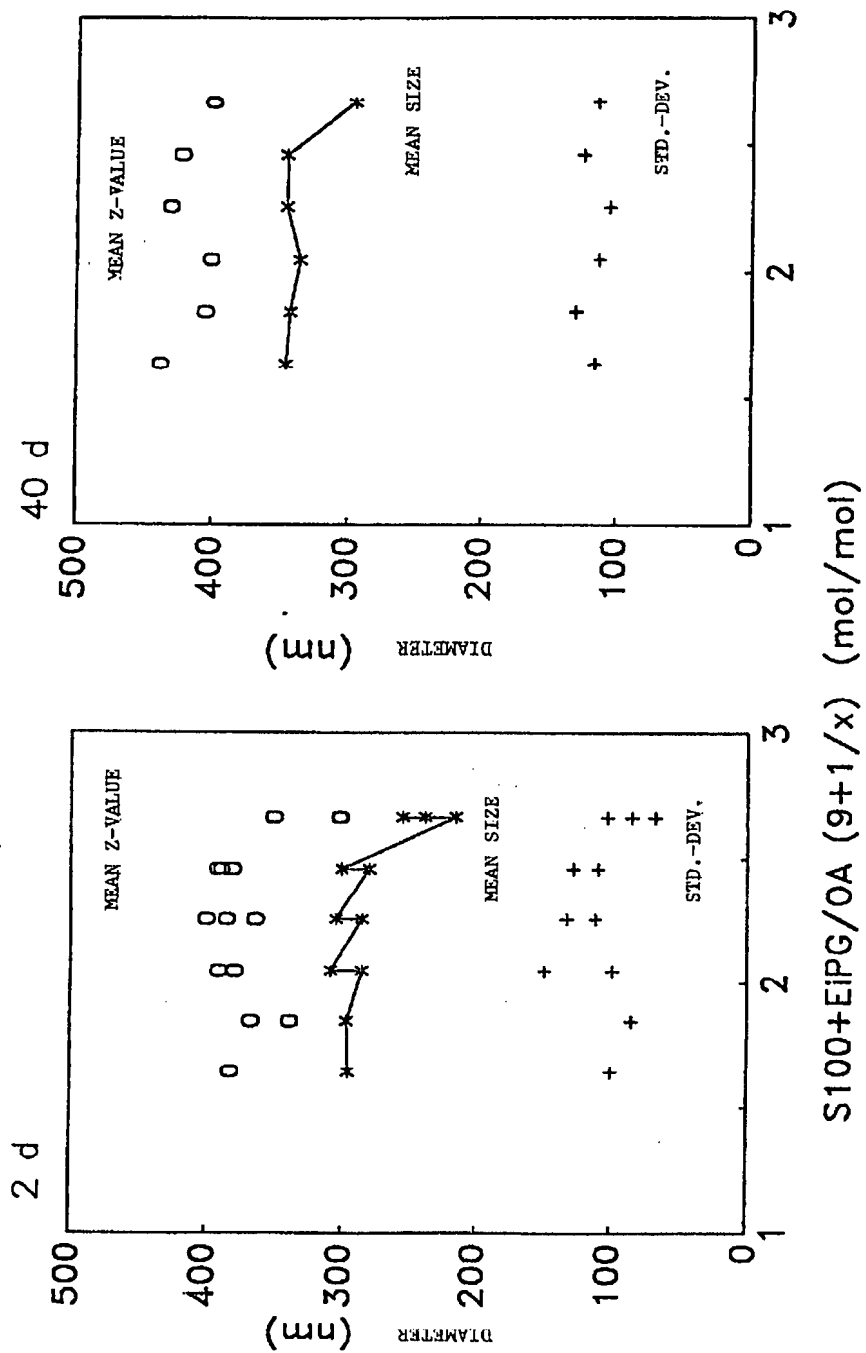 2 d
500
400
300
200
100
0
(nm)
DIAMETER
MEAN Z-VALUE
MEAN SIZE
STD.-DEV.
1
2
3
40 d
500
400
300
200
100
0
(nm)
DIAMETER
MEAN Z-VALUE
MEAN SIZE
STD.-DEV.
1
2
3
S100+EiPG/OA (9+1/x) (mol/mol)